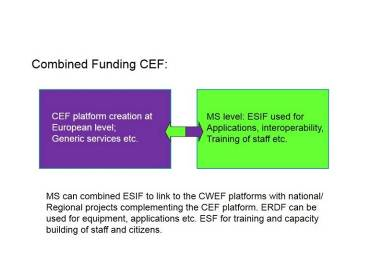 Combined Funding CEF:
CEF platform creation at
European level;
Generic services etc.
MS level: ESIF used for
Applications, interoperability,
Training of staff etc.
MS can combined ESIF to link to the CWEF platforms with national/
Regional projects complementing the CEF platform. ERDF can be
used for equipment, applications etc. ESF for training and capacity
building of staff and citizens.